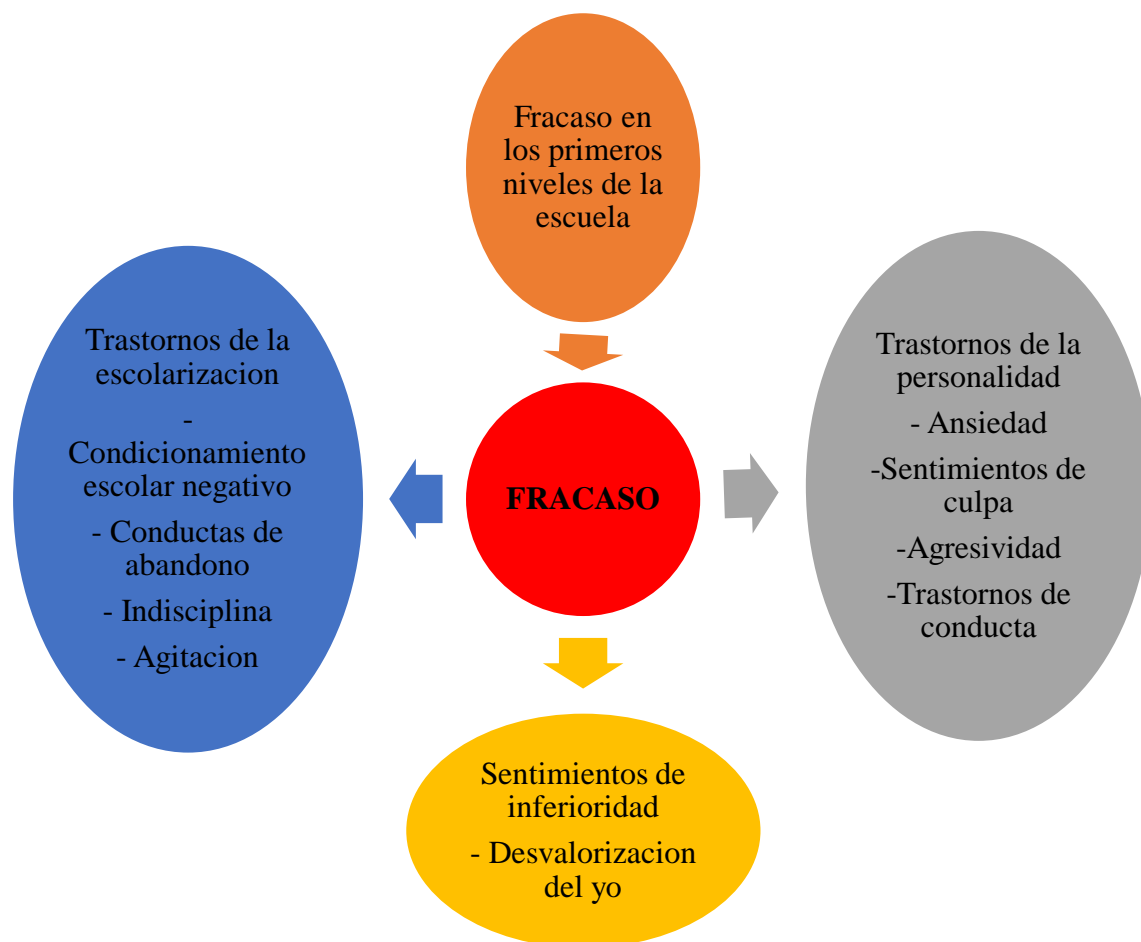 Fracaso en
los primeros
niveles de la
escuela
Trastornos de la
escolarizacion
-
Condicionamiento
escolar negativo
- Conductas de
abandono
- Indisciplina
- Agitacion
FRACASO
Trastornos de la
personalidad
- Ansiedad
-Sentimientos de
culpa
-Agresividad
-Trastornos de
conducta
Sentimientos de
inferioridad
- Desvalorizacion
del yo